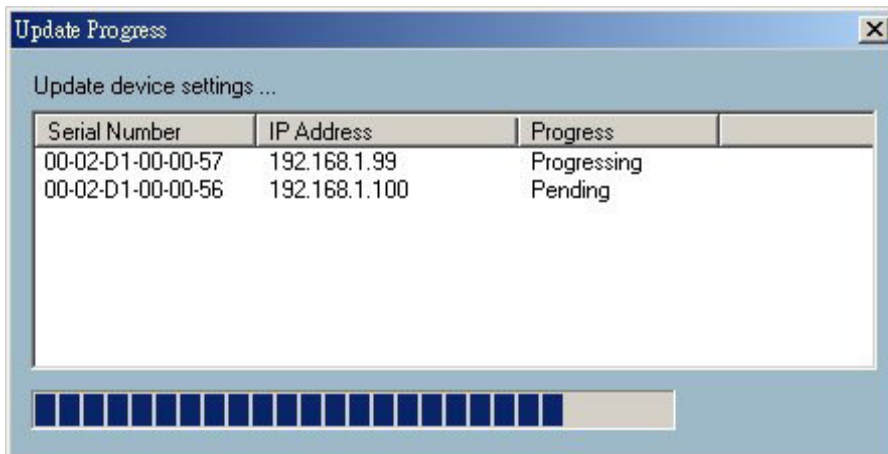 Update Progress
Update device settings ...
Serial Number IP Address Progress
00-02-D1-00-00-57 192.168.1.99 Progressing
00-02-D1-00-00-56 192.168.1.100 Pending